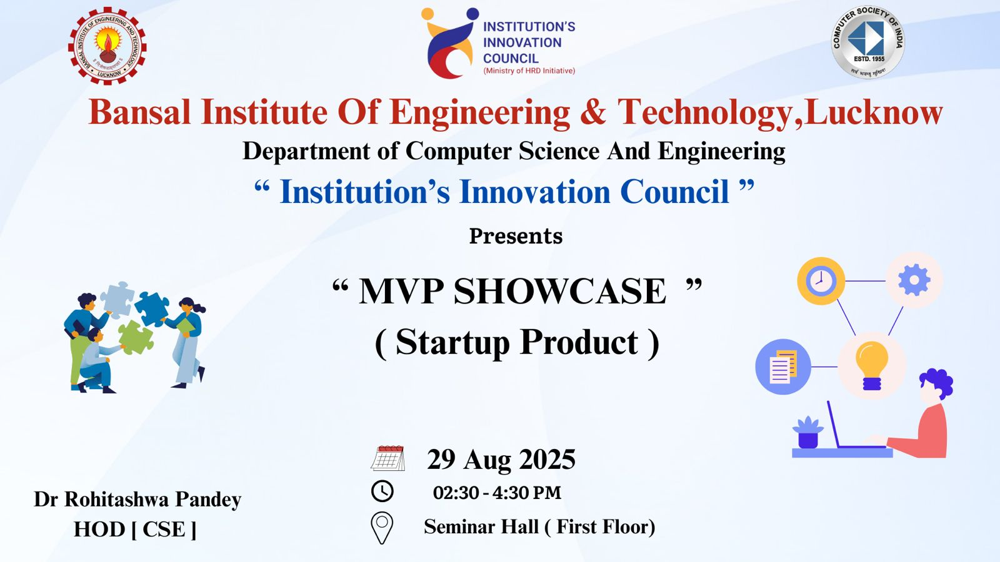 BANSAL INSTITUTE OF ENGINEERING AND TECHNOLOGY
• LUCKNOW •
INSTITUTION'S
INNOVATION
COUNCIL
(Ministry of HRD Initiative)
COMPUTER SOCIETY OF INDIA
ESTD. 1955
सर्वे भवन्तु सुखिनः
Bansal Institute Of Engineering & Technology,Lucknow
Department of Computer Science And Engineering
“ Institution’s Innovation Council ”
Presents
“ MVP SHOWCASE ”
( Startup Product )
29 Aug 2025
02:30 - 4:30 PM
Seminar Hall ( First Floor)
Dr Rohitashwa Pandey
HOD [ CSE ]